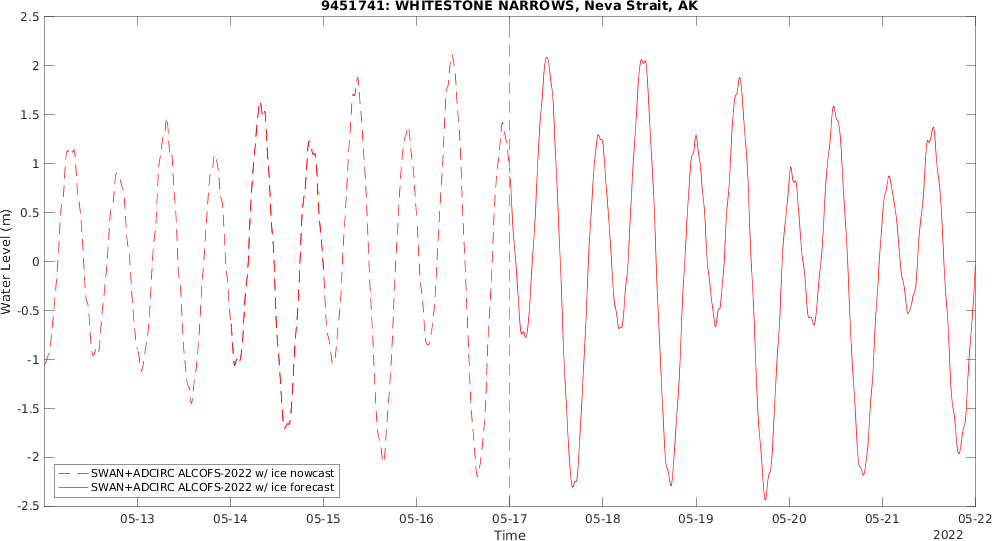 9451741: WHITESTONE NARROWS, Neva Strait, AK
2.5
2
1.5
1
0.5
0
-0.5
-1
-1.5
-2
-2.5
Water Level (m)
SWAN+ADCIRC ALCOFS-2022 w/ ice nowcast
SWAN+ADCIRC ALCOFS-2022 w/ ice forecast
05-13 05-14 05-15 05-16 05-17 05-18 05-19 05-20 05-21 05-22
Time
2022